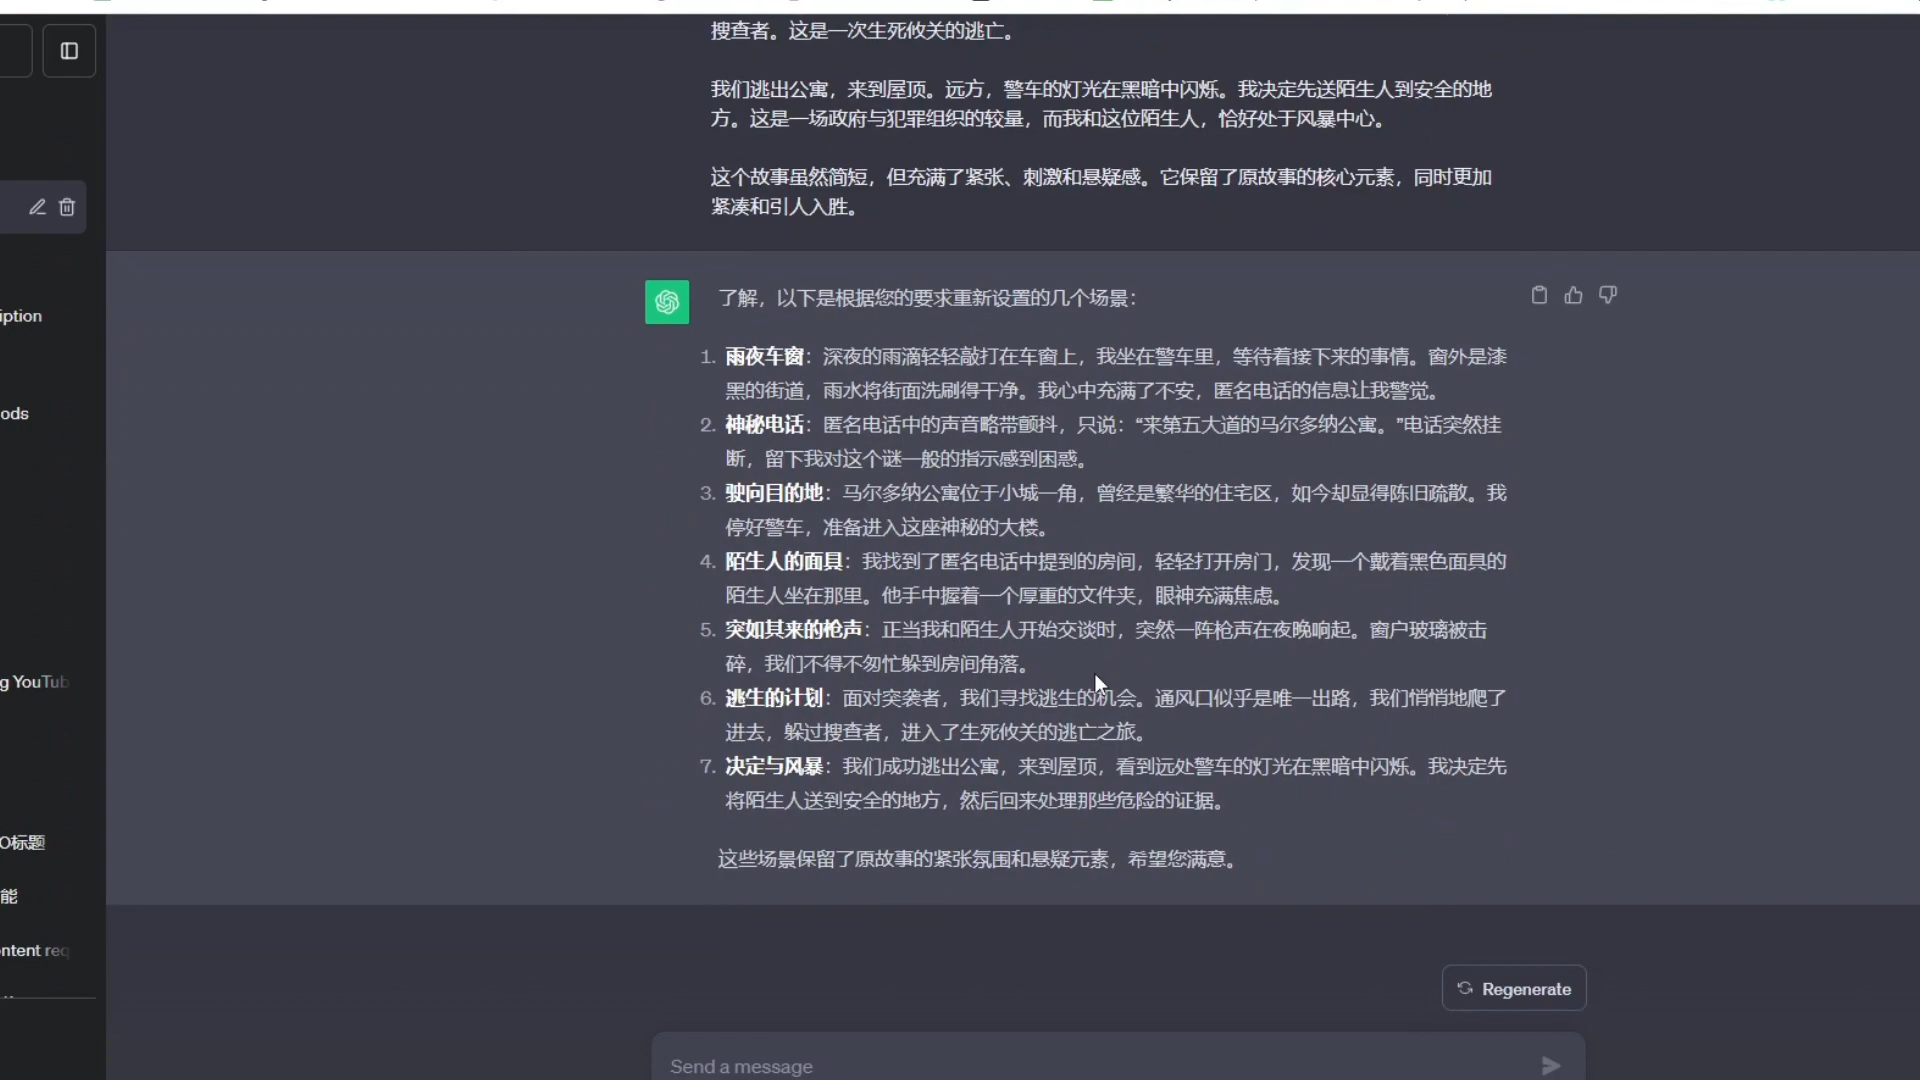 搜查者。这是一次生死攸关的逃亡。
我们逃出公寓，来到屋顶。远方，警车的灯光在黑暗中闪烁。我决定先送陌生人到安全的地
方。这是一场政府与犯罪组织的较量，而我和这位陌生人，恰好处于风暴中心。
这个故事虽然简短，但充满了紧张、刺激和悬疑感。它保留了原故事的核心元素，同时更加
紧凑和引人入胜。
iption
ods
g YouTub
O标题
能
ontent req
了解，以下是根据您的要求重新设置的几个场景：
1. 雨夜车窗：深夜的雨滴轻轻敲打在车窗上，我坐在警车里，等待着接下来的事情。窗外是漆
黑的街道，雨水将街面洗刷得干净。我心中充满了不安，匿名电话的信息让我警觉。
2. 神秘电话：匿名电话中的声音略带颤抖，只说：“来第五大道的马尔多纳公寓。”电话突然挂
断，留下我对这个谜一般的指示感到困惑。
3. 驶向目的地：马尔多纳公寓位于小城一角，曾经是繁华的住宅区，如今却显得陈旧疏散。我
停好警车，准备进入这座神秘的大楼。
4. 陌生人的面具：我找到了匿名电话中提到的房间，轻轻打开房门，发现一个戴着黑色面具的
陌生人坐在那里。他手中握着一个厚重的文件夹，眼神充满焦虑。
5. 突如其来的枪声：正当我和陌生人开始交谈时，突然一阵枪声在夜晚响起。窗户玻璃被击
碎，我们不得不匆忙躲到房间角落。
6. 逃生的计划：面对突袭者，我们寻找逃生的机会。通风口似乎是唯一出路，我们悄悄地爬了
进去，躲过搜查者，进入了生死攸关的逃亡之旅。
7. 决定与风暴：我们成功逃出公寓，来到屋顶，看到远处警车的灯光在黑暗中闪烁。我决定先
将陌生人送到安全的地方，然后回来处理那些危险的证据。
这些场景保留了原故事的紧张氛围和悬疑元素，希望您满意。
Regenerate
Send a message